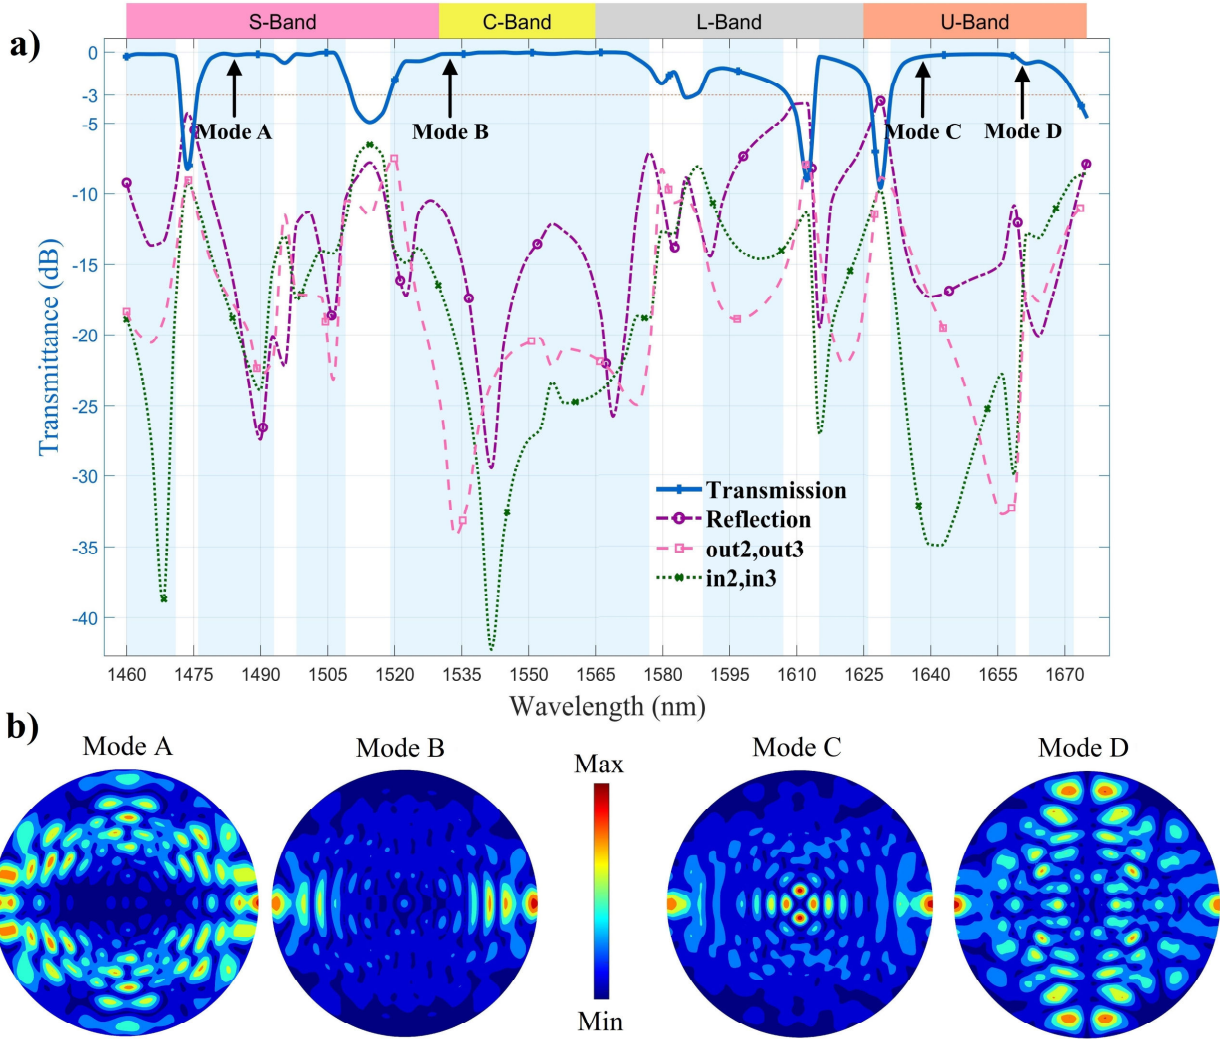 S-Band C-Band L-Band U-Band
a)
0
-3
-5
-10
-15
-20
-25
-30
-35
-40
Transmittance (dB)
Mode A Mode B Mode C Mode D
Transmission
Reflection
out2,out3
in2,in3
1460 1475 1490 1505 1520 1535 1550 1565 1580 1595 1610 1625 1640 1655 1670
Wavelength (nm)
b)
Mode A Mode B Mode C Mode D
Max
Min